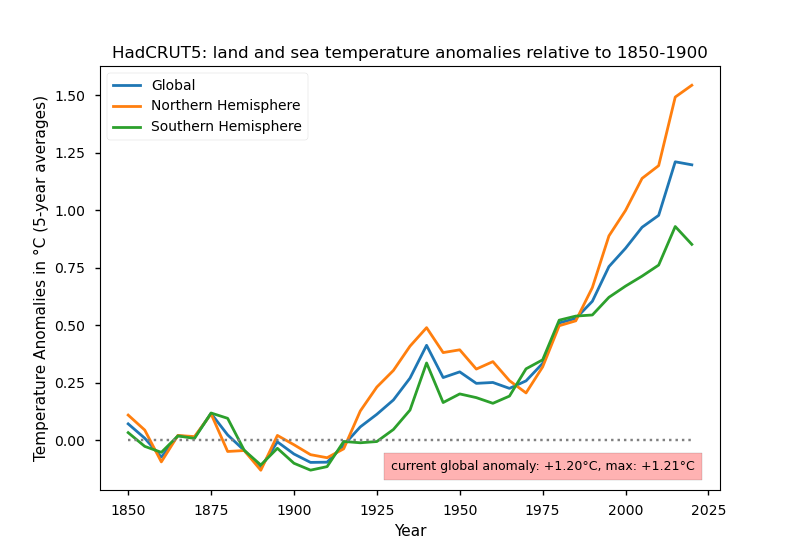 HadCRUT5: land and sea temperature anomalies relative to 1850-1900
Global
Northern Hemisphere
Southern Hemisphere
Temperature Anomalies in °C (5-year averages)
1.50
1.25
1.00
0.75
0.50
0.25
0.00
current global anomaly: +1.20°C, max: +1.21°C
1850 1875 1900 1925 1950 1975 2000 2025
Year